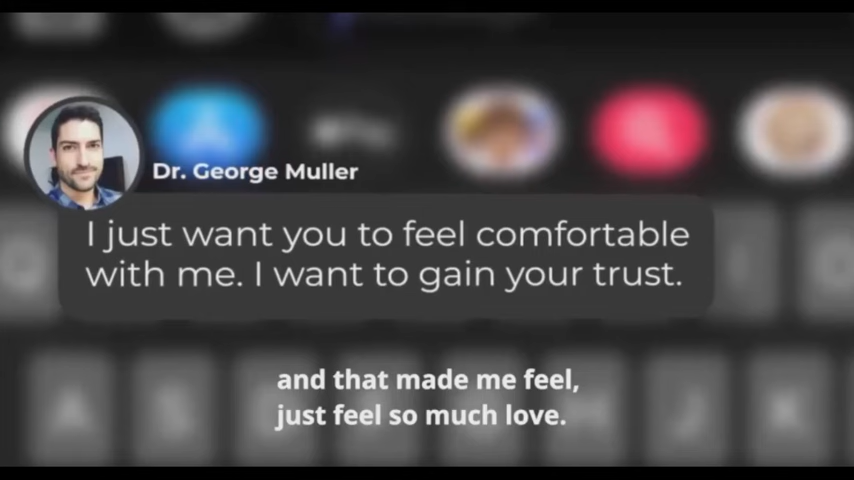 Dr. George Muller
I just want you to feel comfortable
with me. I want to gain your trust.
and that made me feel,
just feel so much love.